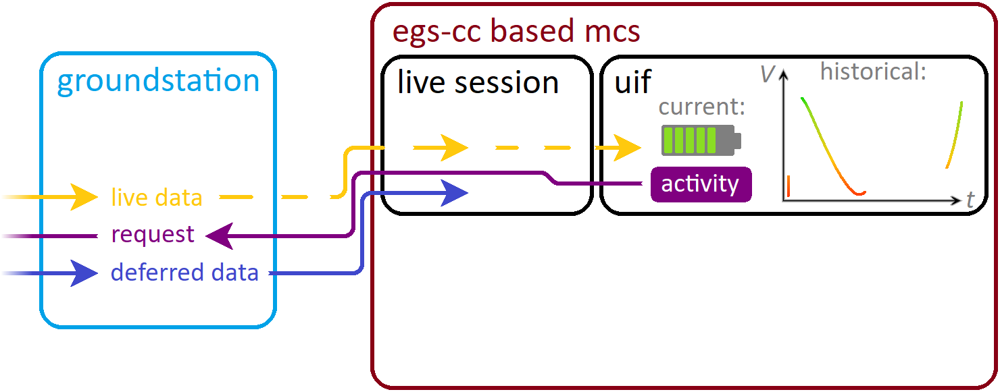 egs-cc based mcs
groundstation
live session
uif
current:
historical:
V
t
activity
live data
request
deferred data